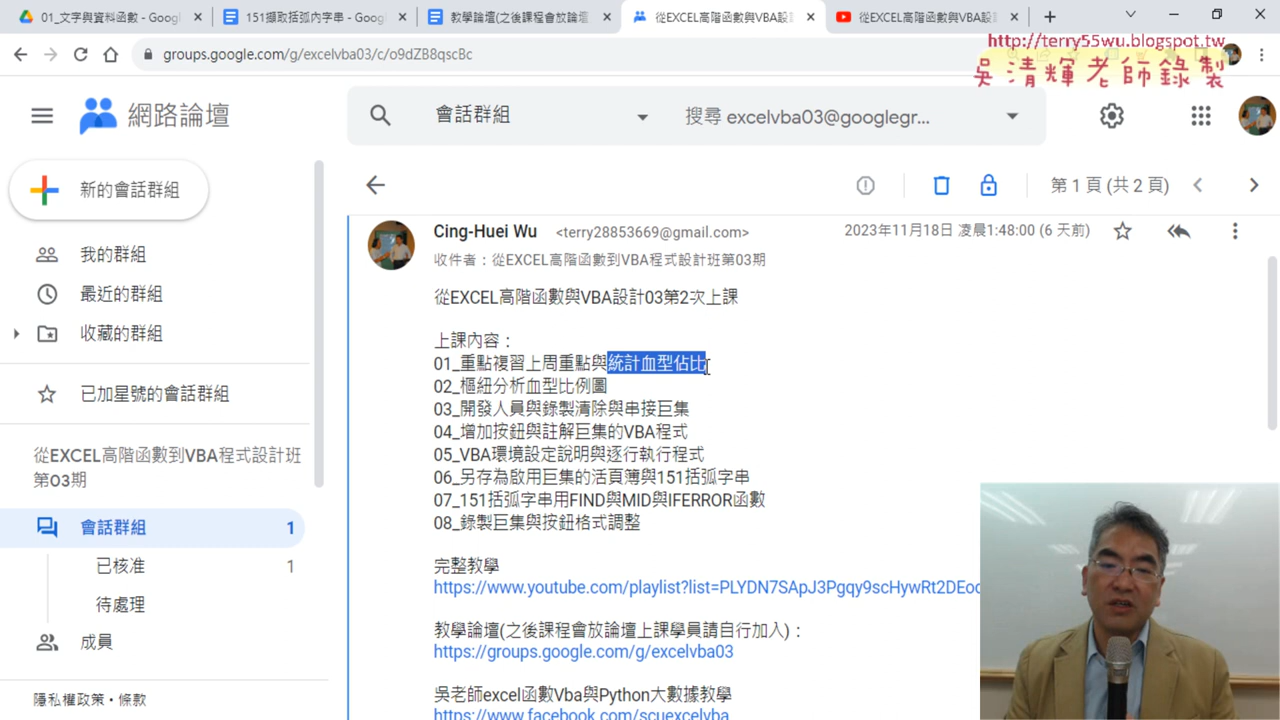 01_文字與資料函數 - Googl
151擷取括弧內字串 - Googl
教學論壇(之後課程會放論壇
從EXCEL高階函數與VBA設
從EXCEL高階函數與VBA設
groups.google.com/g/excelvba03/c/o9dZB8qscBc
http://terry55wu.blogspot.tw
吳清輝老師錄製
網路論壇
會話群組
搜尋 excelvba03@googlegr...
新的會話群組
第 1 頁 (共 2 頁)
我的群組
最近的群組
收藏的群組
已加星號的會話群組
從EXCEL高階函數到VBA程式設計班
第03期
會話群組
1
已核准
1
待處理
成員
隱私權政策・條款
Cing-Huei Wu <terry28853669@gmail.com>
2023年11月18日 凌晨1:48:00 (6 天前)
收件者：從EXCEL高階函數到VBA程式設計班第03期
從EXCEL高階函數與VBA設計03第2次上課
上課內容：
01_重點複習上周重點與統計血型佔比
02_樞紐分析血型比例圖
03_開發人員與錄製清除與串接巨集
04_增加按鈕與註解巨集的VBA程式
05_VBA環境設定說明與逐行執行程式
06_另存為啟用巨集的活頁簿與151括弧字串
07_151括弧字串用FIND與MID與IFERROR函數
08_錄製巨集與按鈕格式調整
完整教學
https://www.youtube.com/playlist?list=PLYDN7SApJ3Pgqy9scHywRt2DEoc
教學論壇(之後課程會放論壇上課學員請自行加入)：
https://groups.google.com/g/excelvba03
吳老師excel函數Vba與Python大數據教學
https://www.facebook.com/scuexcelvba